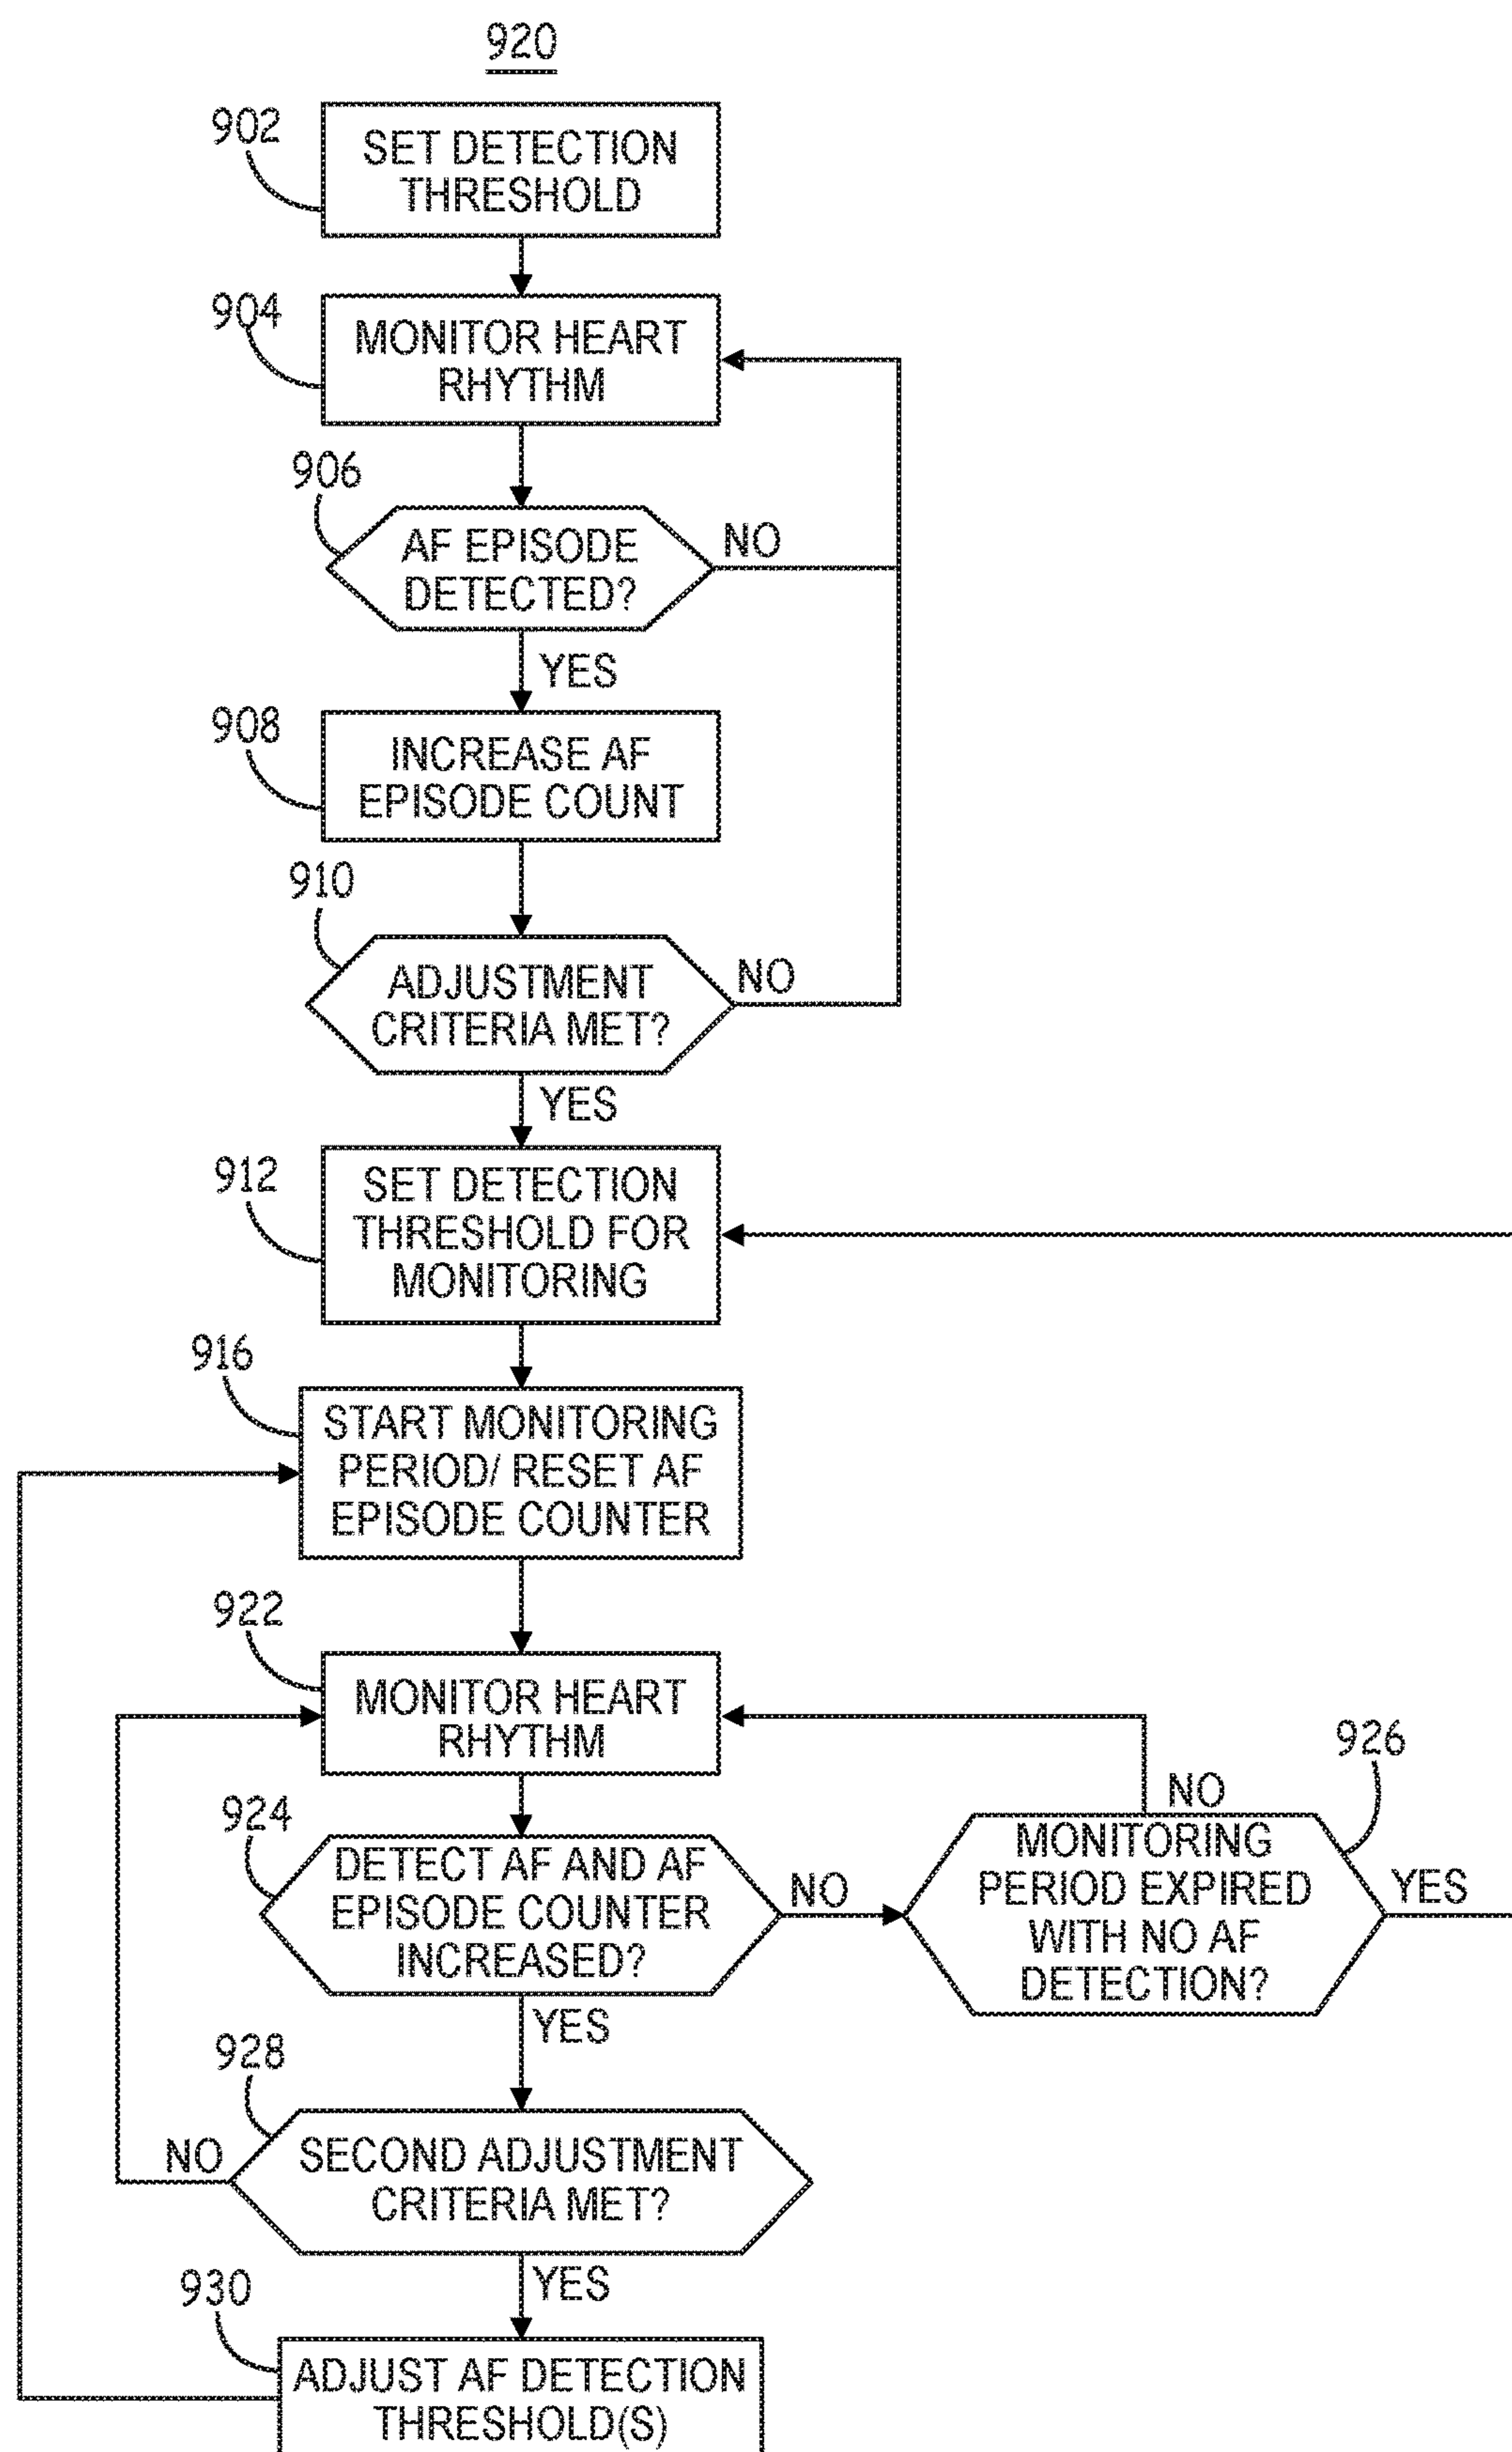 920
902
SET DETECTION
THRESHOLD
904
MONITOR HEART
RHYTHM
906
AF EPISODE
DETECTED?
NO
YES
908
INCREASE AF
EPISODE COUNT
910
ADJUSTMENT
CRITERIA MET?
NO
YES
912
SET DETECTION
THRESHOLD FOR
MONITORING
916
START MONITORING
PERIOD/ RESET AF
EPISODE COUNTER
922
MONITOR HEART
RHYTHM
924
DETECT AF AND AF
EPISODE COUNTER
INCREASED?
NO
YES
926
NO
MONITORING
PERIOD EXPIRED
WITH NO AF
DETECTION?
YES
928
NO
SECOND ADJUSTMENT
CRITERIA MET?
YES
930
ADJUST AF DETECTION
THRESHOLD(S)